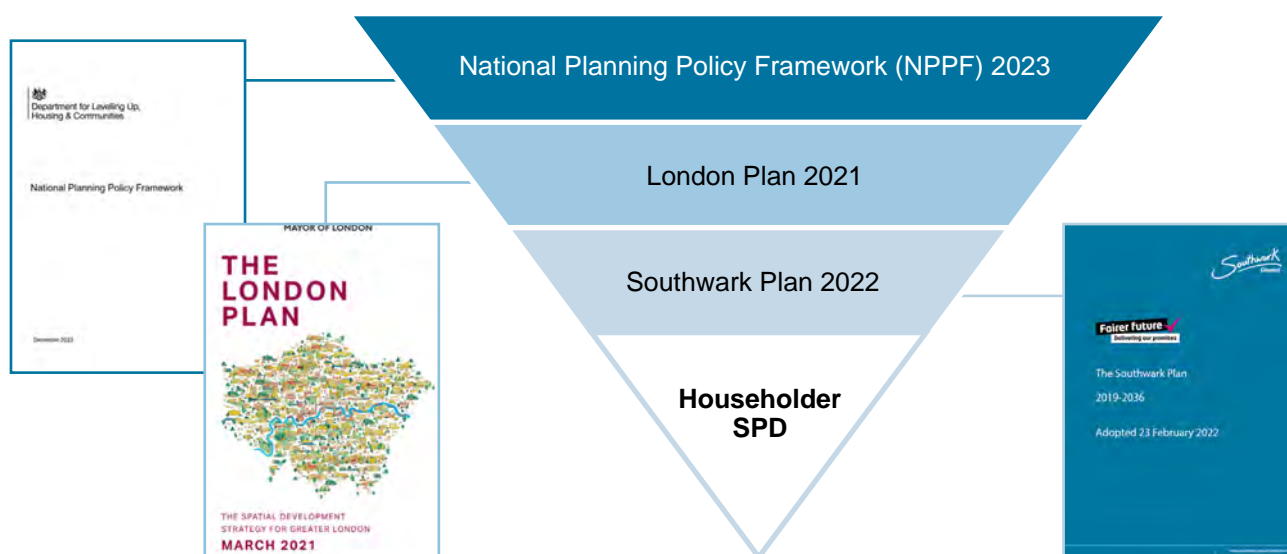 National Planning Policy Framework (NPPF) 2023
London Plan 2021
Southwark Plan 2022
Householder
SPD
Department for Levelling Up,
Housing & Communities
National Planning Policy Framework
December 2023
MAYOR OF LONDON
THE
LONDON
PLAN
THE SPATIAL DEVELOPMENT
STRATEGY FOR GREATER LONDON
MARCH 2021
Southwark
Council
Fairer future
Delivering our promises
The Southwark Plan
2019-2036
Adopted 23 February 2022